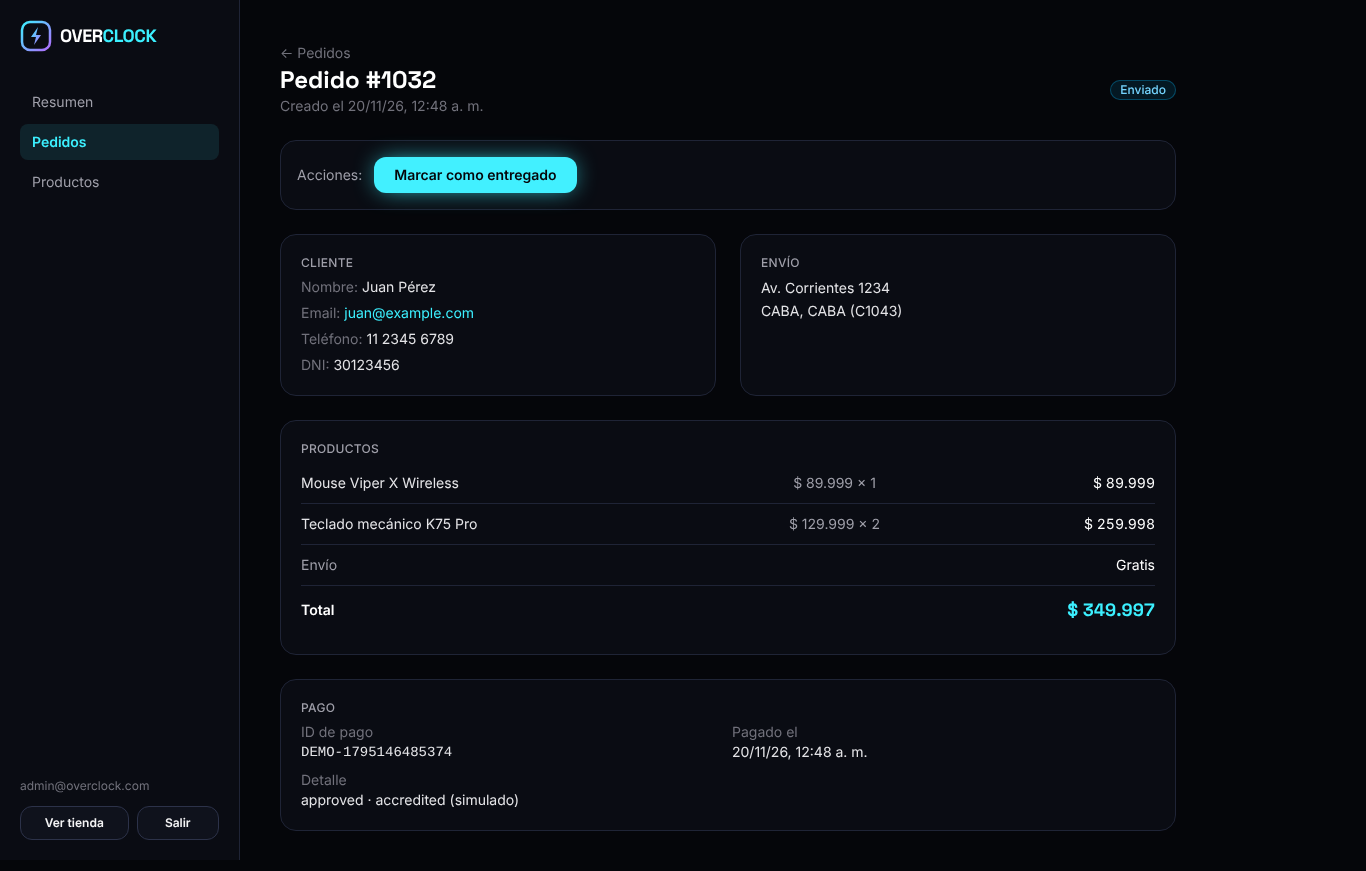 OVERCLOCK
Resumen
Pedidos
Productos
admin@overclock.com
Ver tienda
Salir
← Pedidos
Pedido #1032
Creado el 20/11/26, 12:48 a. m.
Enviado
Acciones:
Marcar como entregado
CLIENTE
Nombre: Juan Pérez
Email: juan@example.com
Teléfono: 11 2345 6789
DNI: 30123456
ENVÍO
Av. Corrientes 1234
CABA, CABA (C1043)
PRODUCTOS
Mouse Viper X Wireless $ 89.999 × 1 $ 89.999
Teclado mecánico K75 Pro $ 129.999 × 2 $ 259.998
Envío Gratis
Total $ 349.997
PAGO
ID de pago
DEMO-1795146485374
Pagado el
20/11/26, 12:48 a. m.
Detalle
approved · accredited (simulado)